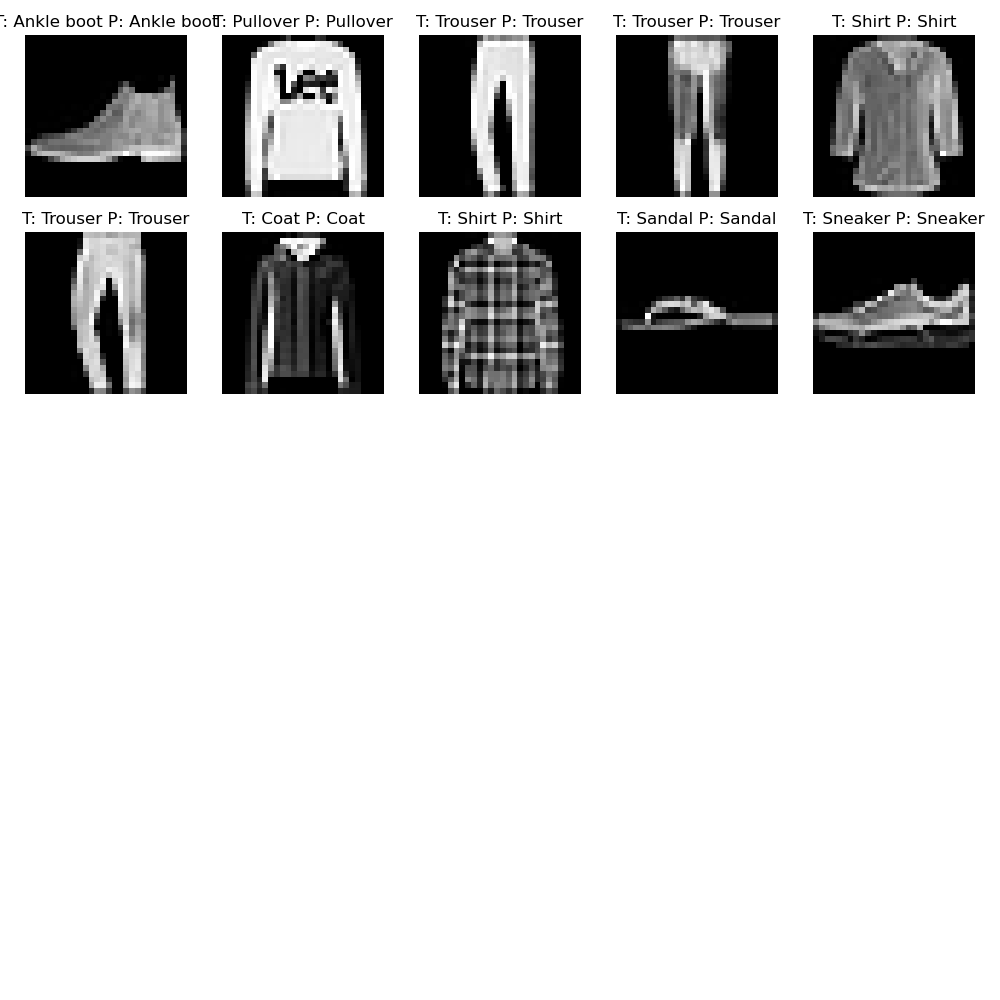 : Ankle boot P: Ankle boot
T: Pullover P: Pullover
T: Trouser P: Trouser
T: Trouser P: Trouser
T: Shirt P: Shirt
Lee
T: Trouser P: Trouser
T: Coat P: Coat
T: Shirt P: Shirt
T: Sandal P: Sandal
T: Sneaker P: Sneaker